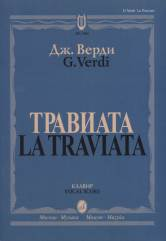 Дж. Верди
G. Verdi
ТРАВИАТА
LA TRAVIATA
КЛАВИР
VOCAL SCORE